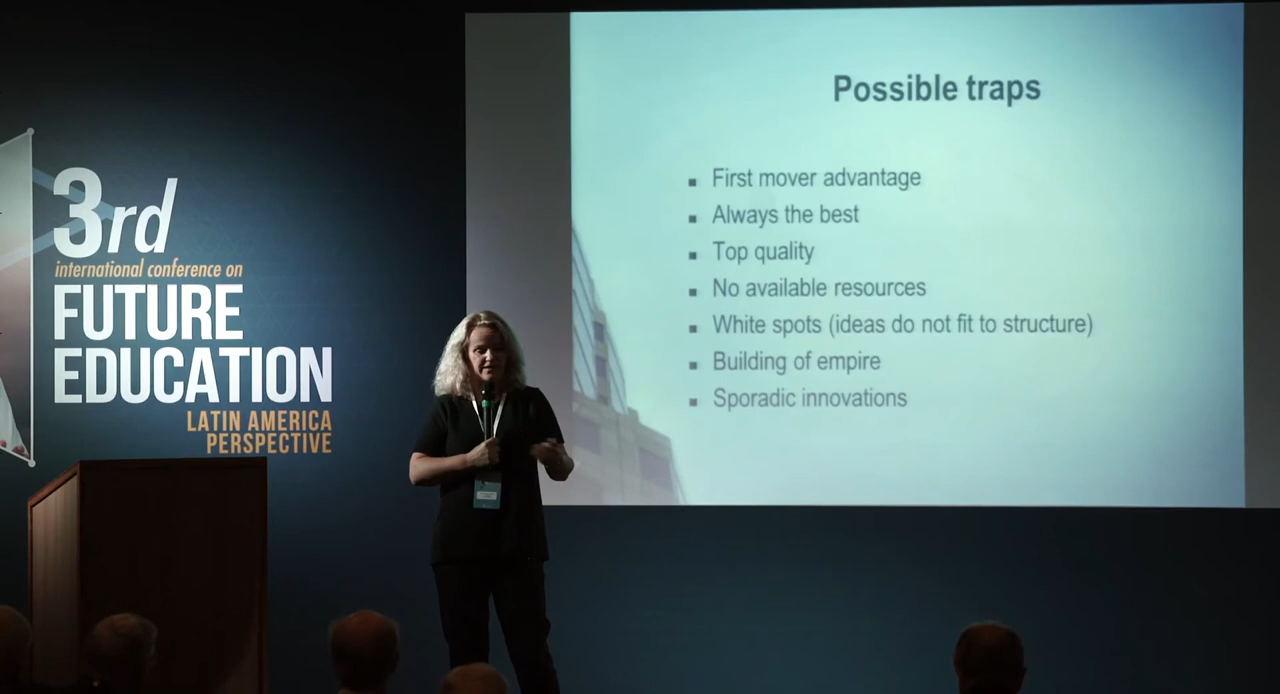 3rd
international conference on
FUTURE
EDUCATION
LATIN AMERICA
PERSPECTIVE
Possible traps
▪ First mover advantage
▪ Always the best
▪ Top quality
▪ No available resources
▪ White spots (ideas do not fit to structure)
▪ Building of empire
▪ Sporadic innovations